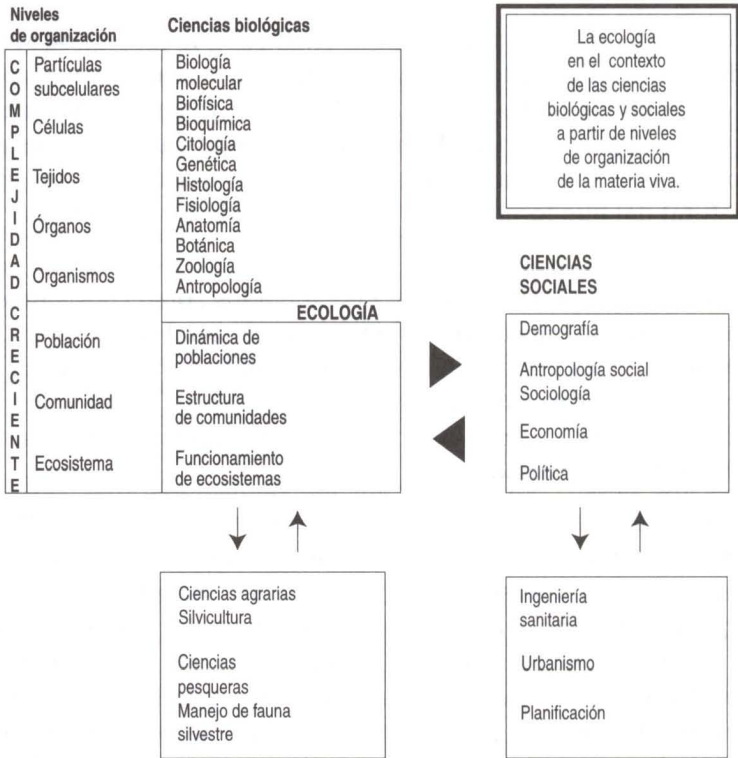 Niveles
de organización
Ciencias biológicas
COMPLEJIDAD
CRECIENTE
Partículas
subcelulares
Células
Tejidos
Órganos
Organismos
Biología
molecular
Biofísica
Bioquímica
Citología
Genética
Histología
Fisiología
Anatomía
Botánica
Zoología
Antropología
ECOLOGÍA
Población
Comunidad
Ecosistema
Dinámica de
poblaciones
Estructura
de comunidades
Funcionamiento
de ecosistemas
La ecología
en el contexto
de las ciencias
biológicas y sociales
a partir de niveles
de organización
de la materia viva.
CIENCIAS
SOCIALES
Demografía
Antropología social
Sociología
Economía
Política
Ciencias agrarias
Silvicultura
Ciencias
pesqueras
Manejo de fauna
silvestre
Ingeniería
sanitaria
Urbanismo
Planificación